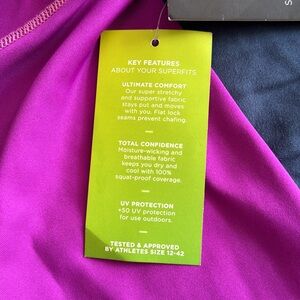 KEY FEATURES
ABOUT YOUR SUPERFITS
ULTIMATE COMFORT
Our super stretchy
and supportive fabric
stays put and moves
with you. Flat lock
seams prevent chafing.
TOTAL CONFIDENCE
Moisture-wicking and
breathable fabric
keeps you dry and
cool with 100%
squat-proof coverage.
UV PROTECTION
+50 UV protection
for use outdoors.
TESTED & APPROVED
BY ATHLETES SIZE 12-42